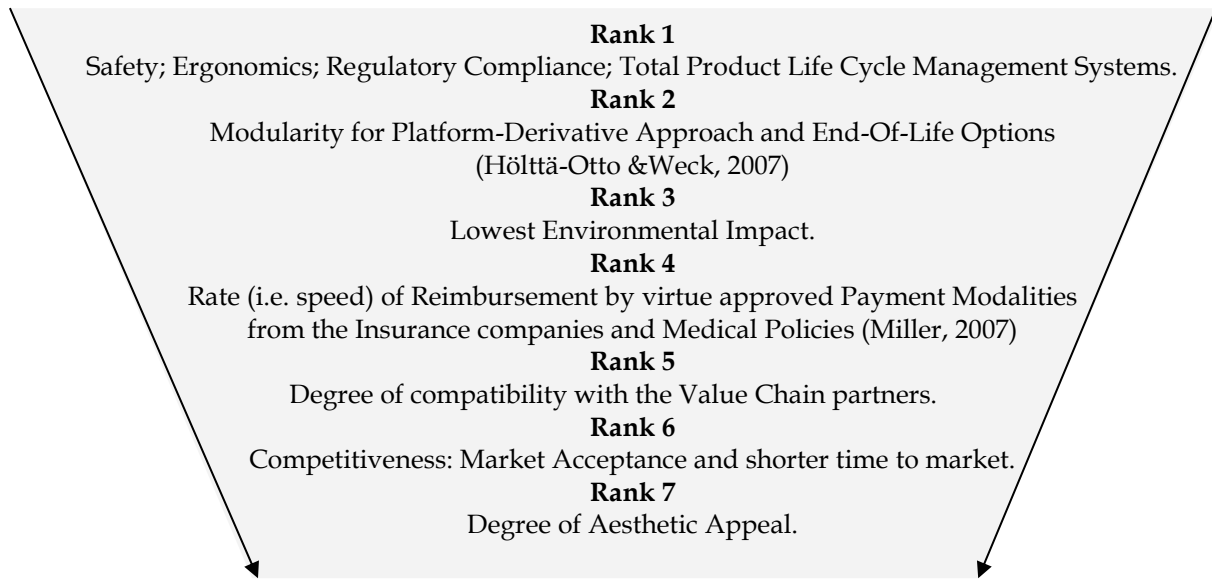 Rank 1
Safety; Ergonomics; Regulatory Compliance; Total Product Life Cycle Management Systems.
Rank 2
Modularity for Platform-Derivative Approach and End-Of-Life Options
(Hölttä-Otto &Weck, 2007)
Rank 3
Lowest Environmental Impact.
Rank 4
Rate (i.e. speed) of Reimbursement by virtue approved Payment Modalities
from the Insurance companies and Medical Policies (Miller, 2007)
Rank 5
Degree of compatibility with the Value Chain partners.
Rank 6
Competitiveness: Market Acceptance and shorter time to market.
Rank 7
Degree of Aesthetic Appeal.